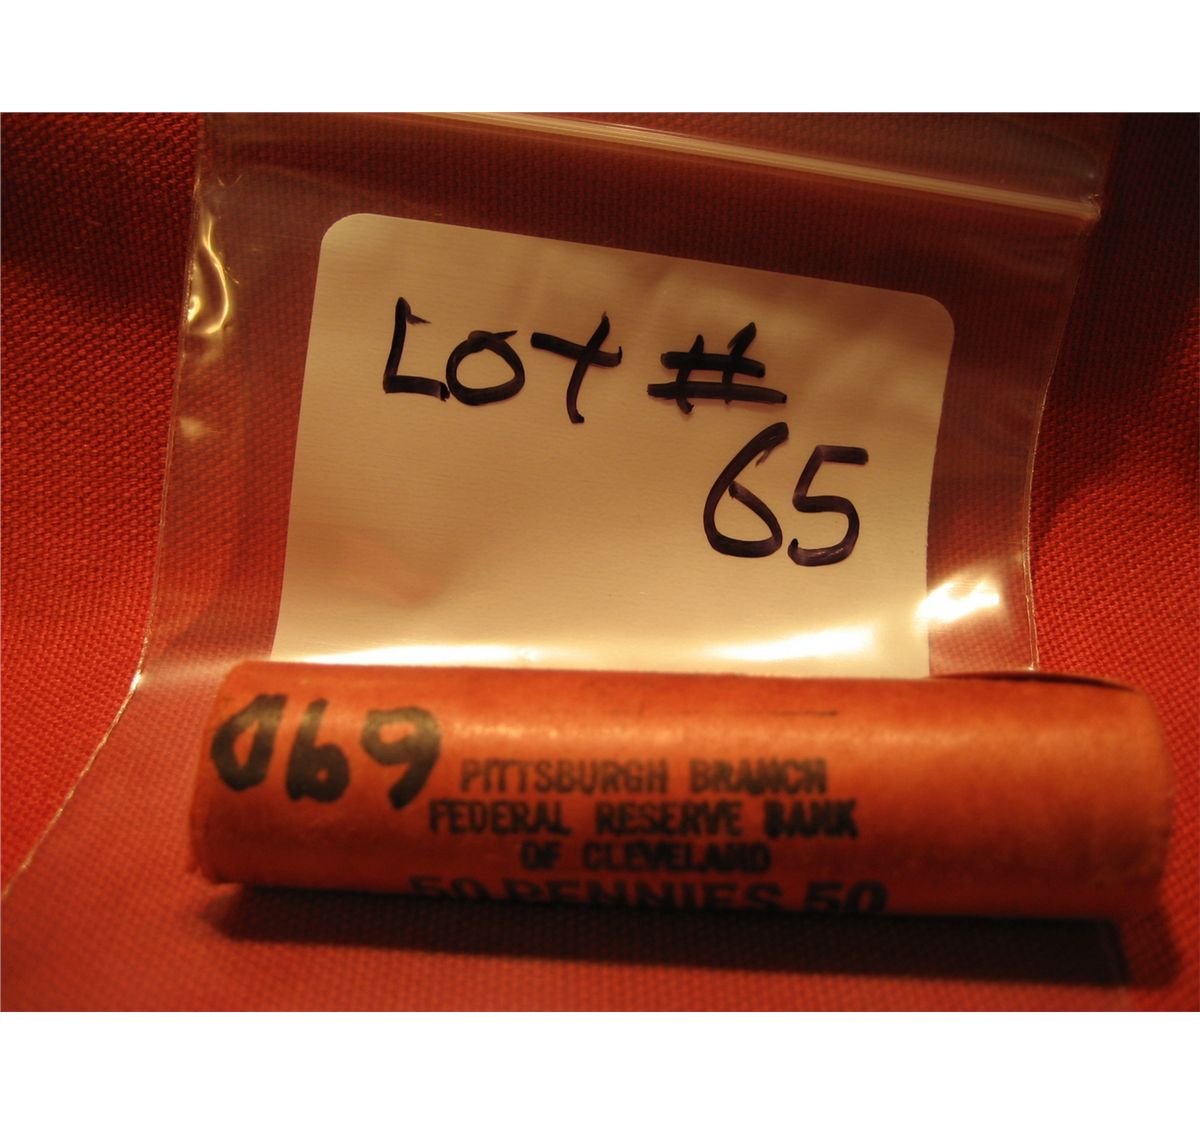 Lot #
65
069
PITTSBURGH BRANCH
FEDERAL RESERVE BANK
OF CLEVELAND
50 PENNIES 50